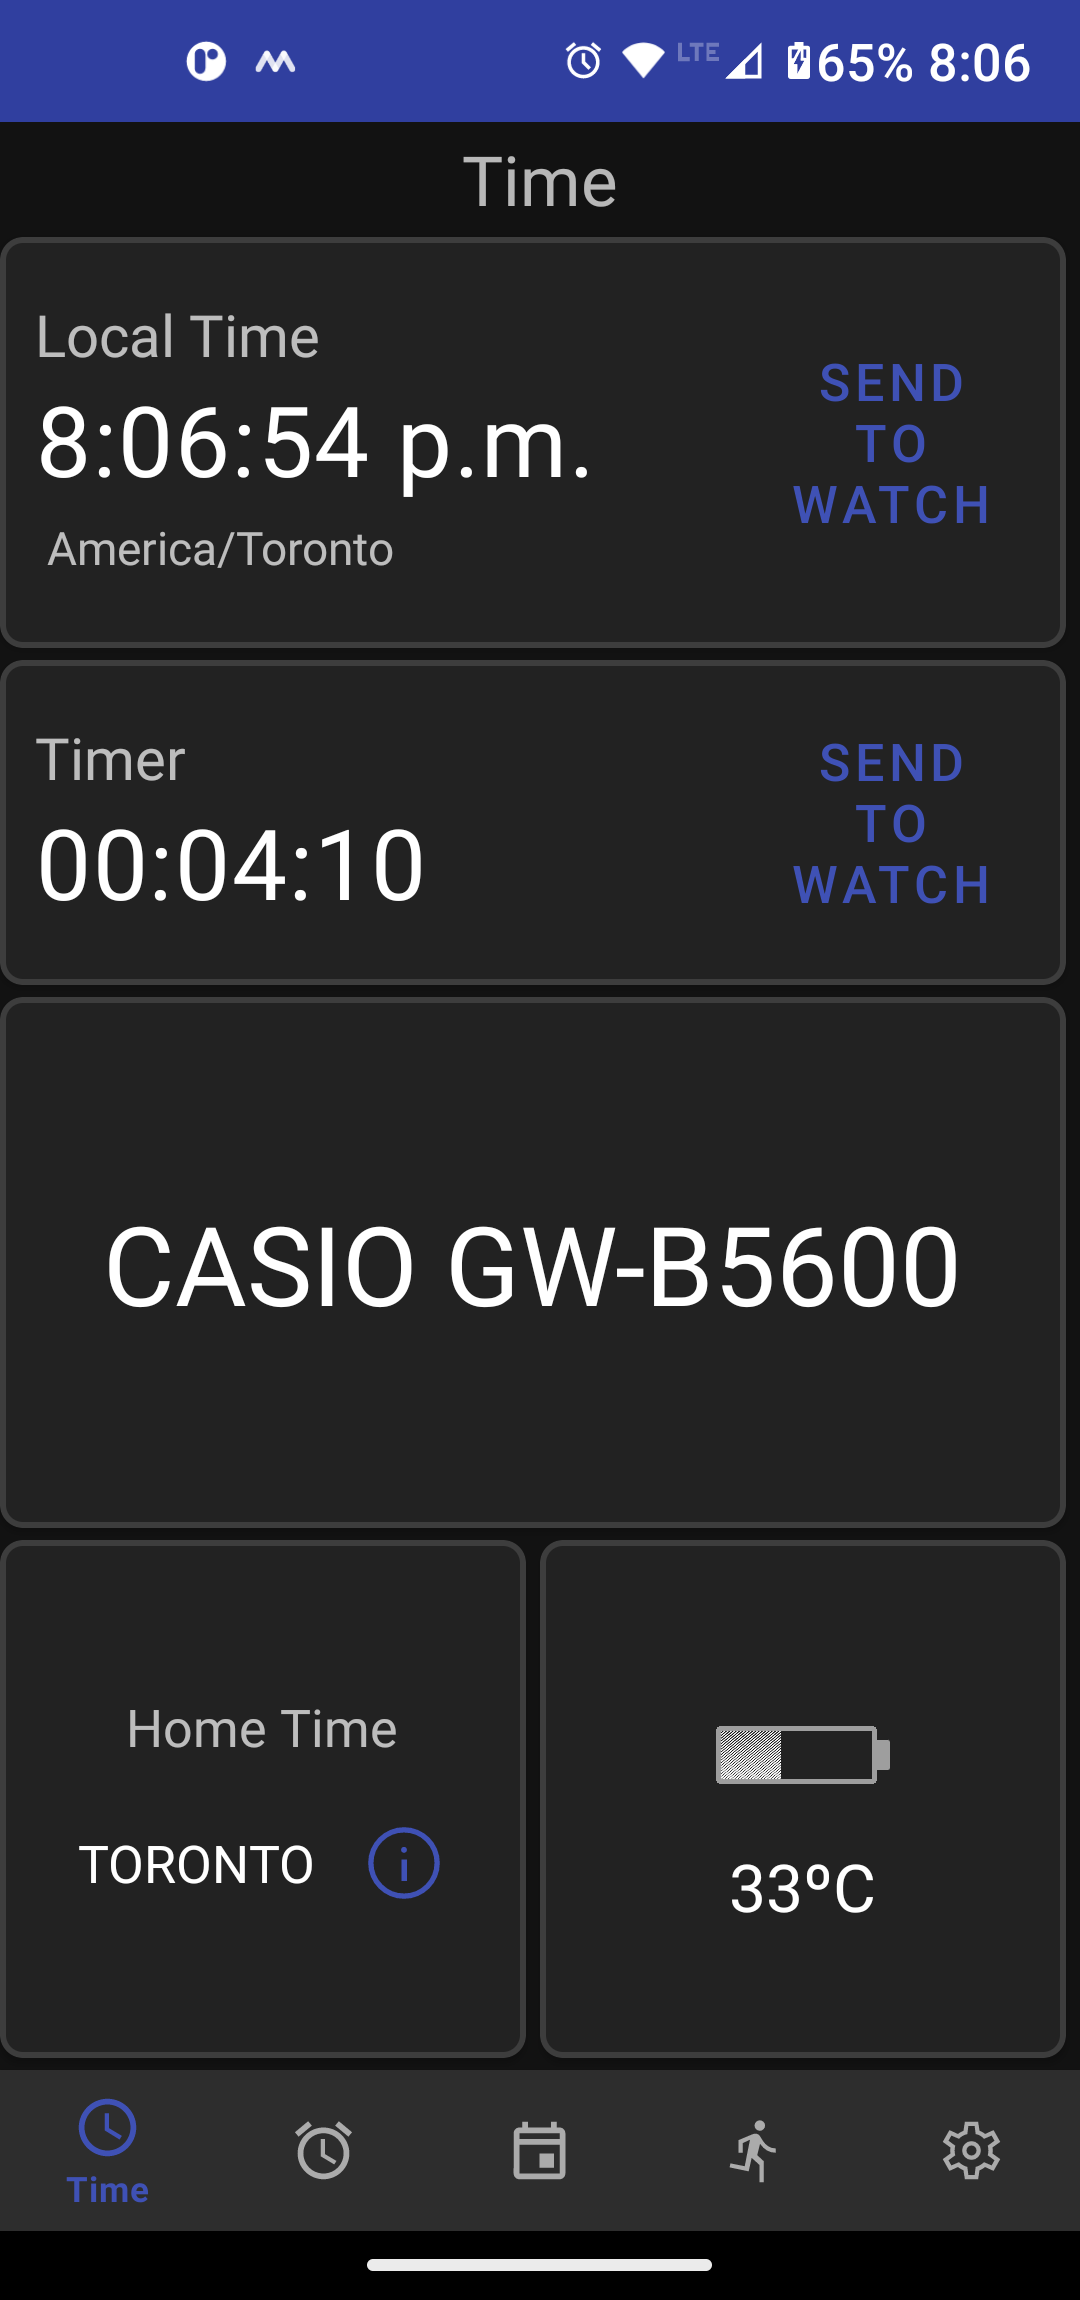 LTE 65% 8:06
Time
Local Time
8:06:54 p.m.
America/Toronto
SEND
TO
WATCH
Timer
00:04:10
SEND
TO
WATCH
CASIO GW-B5600
Home Time
TORONTO
33ºC
Time